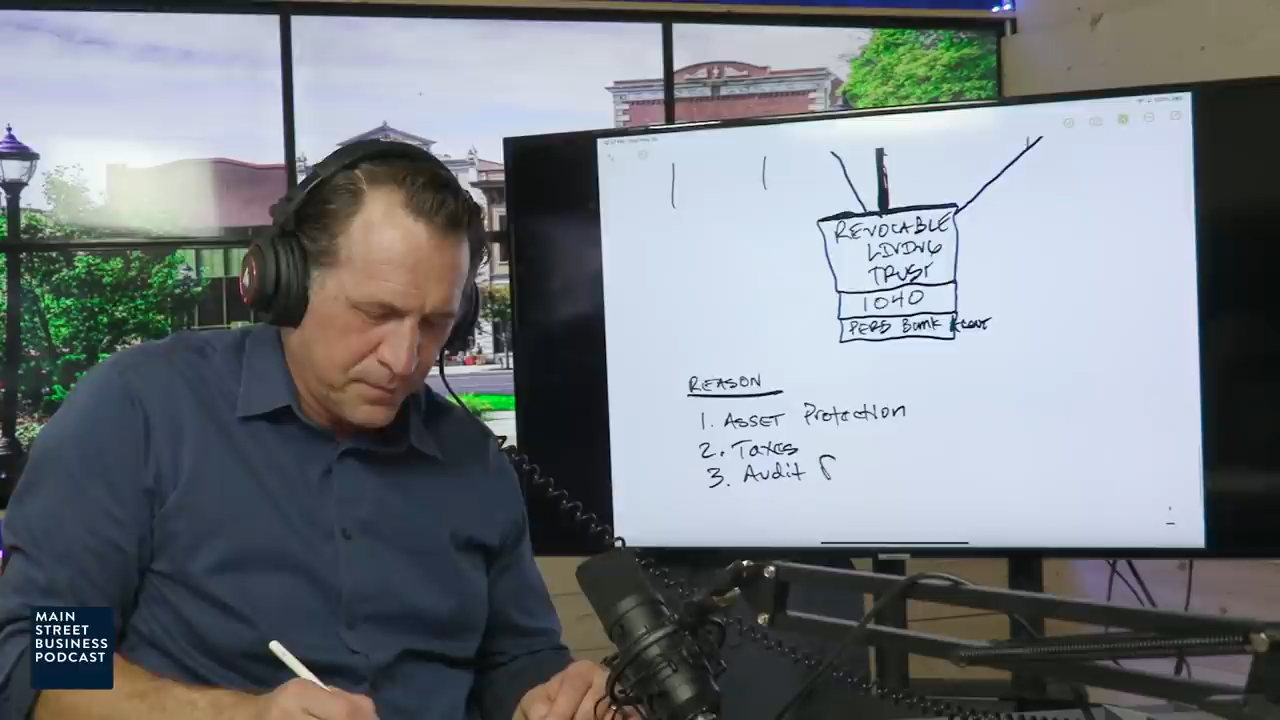 REVOCABLE
LIVING
TRUST
1040
PERS Bank
REASON
1. ASSET Protection
2. Taxes
3. Audit
MAIN
STREET
BUSINESS
PODCAST